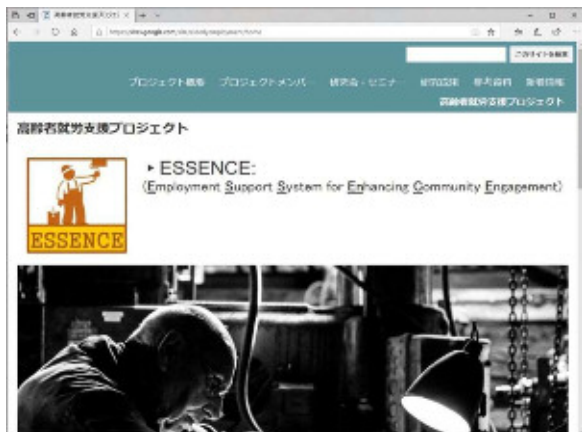 プロジェクト概要 プロジェクトメンバー 研究会・セミナー 研究成果 参考資料 新着情報
高齢者就労支援プロジェクト
高齢者就労支援プロジェクト
▸ ESSENCE:
(Employment Support System for Enhancing Community Engagement)
ESSENCE